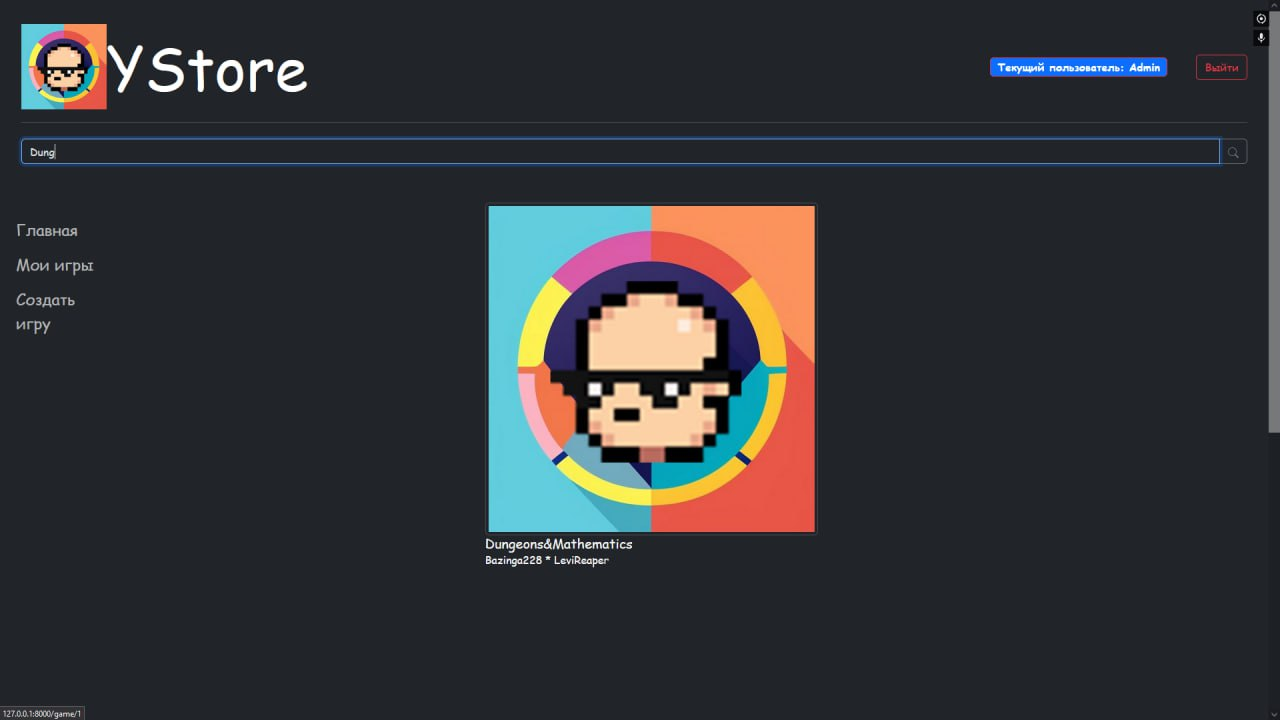 YStore
Текущий пользователь: Admin
Выйти
Dung
Главная
Мои игры
Создать
игру
Dungeons&Mathematics
Bazinga228 * LeviReaper
127.0.0.1:8000/game/1